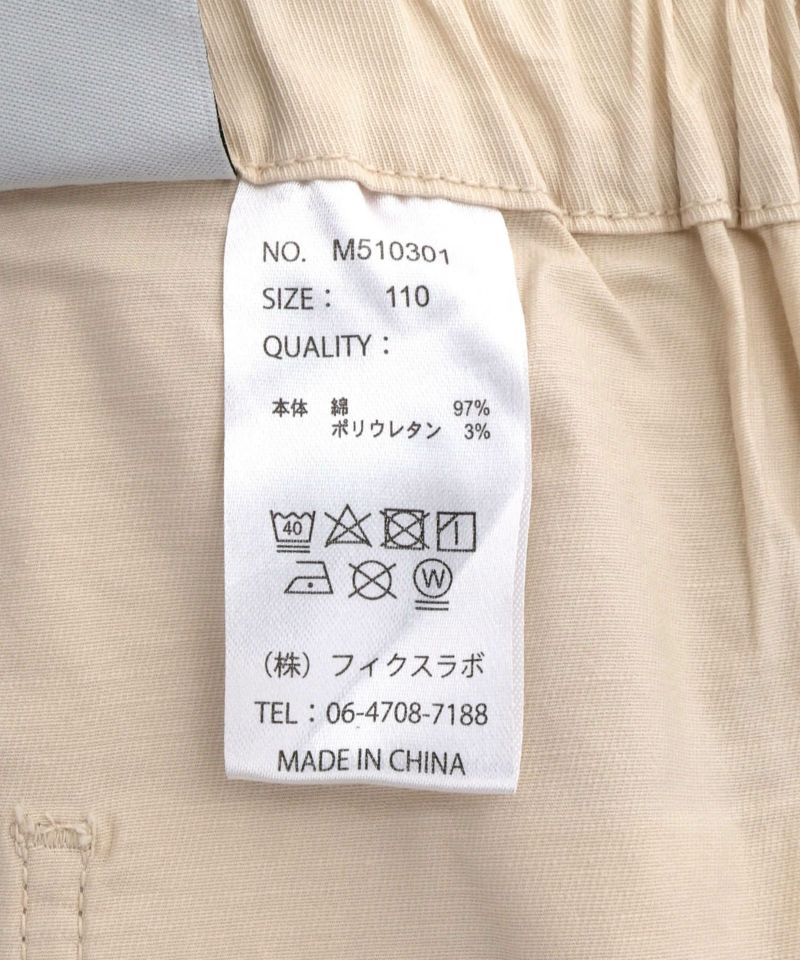 NO. M510301
SIZE： 110
QUALITY：
本体 綿 97%
ポリウレタン 3%
40
W
（株）フィクスラボ
TEL：06-4708-7188
MADE IN CHINA